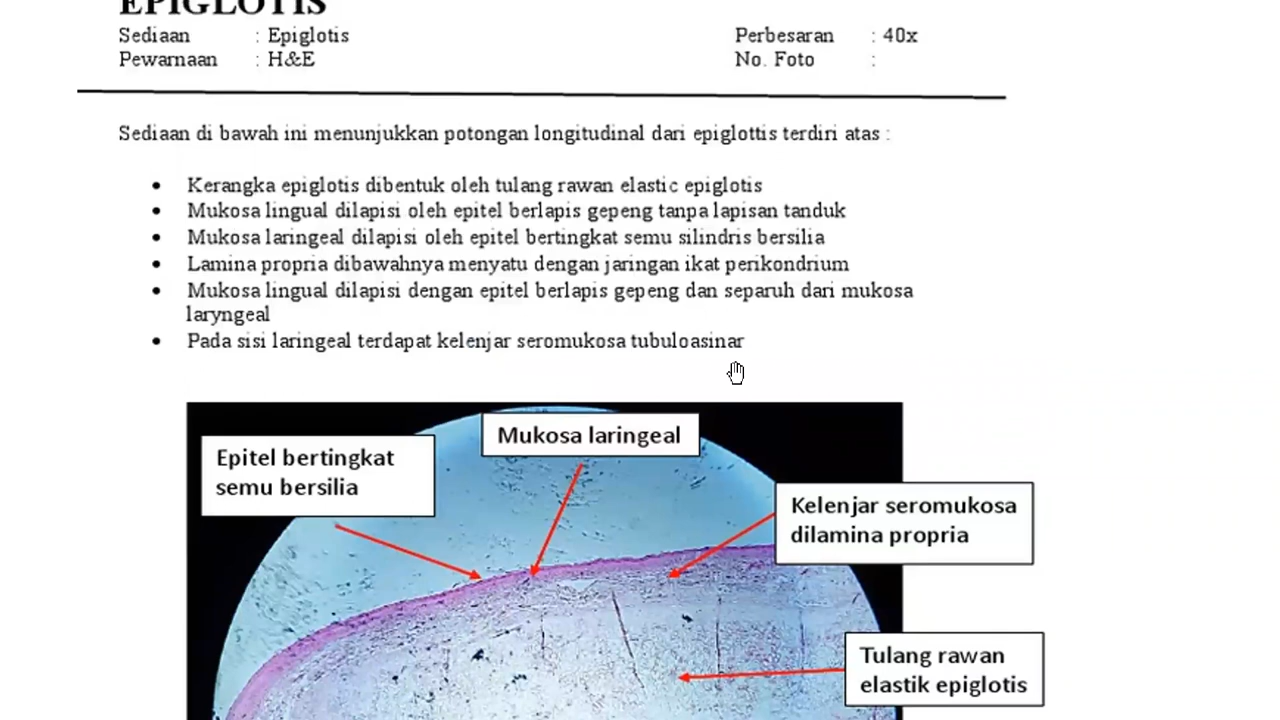 EPIGLOTIS
Sediaan : Epiglotis
Perbesaran : 40x
Pewarnaan : H&E
No. Foto :
Sediaan di bawah ini menunjukkan potongan longitudinal dari epiglottis terdiri atas :
• Kerangka epiglotis dibentuk oleh tulang rawan elastic epiglotis
• Mukosa lingual dilapisi oleh epitel berlapis gepeng tanpa lapisan tanduk
• Mukosa laringeal dilapisi oleh epitel bertingkat semu silindris bersilia
• Lamina propria dibawahnya menyatu dengan jaringan ikat perikondrium
• Mukosa lingual dilapisi dengan epitel berlapis gepeng dan separuh dari mukosa
laryngeal
• Pada sisi laringeal terdapat kelenjar seromukosa tubuloasinar
Mukosa laringeal
Epitel bertingkat
semu bersilia
Kelenjar seromukosa
dilamina propria
Tulang rawan
elastik epiglotis